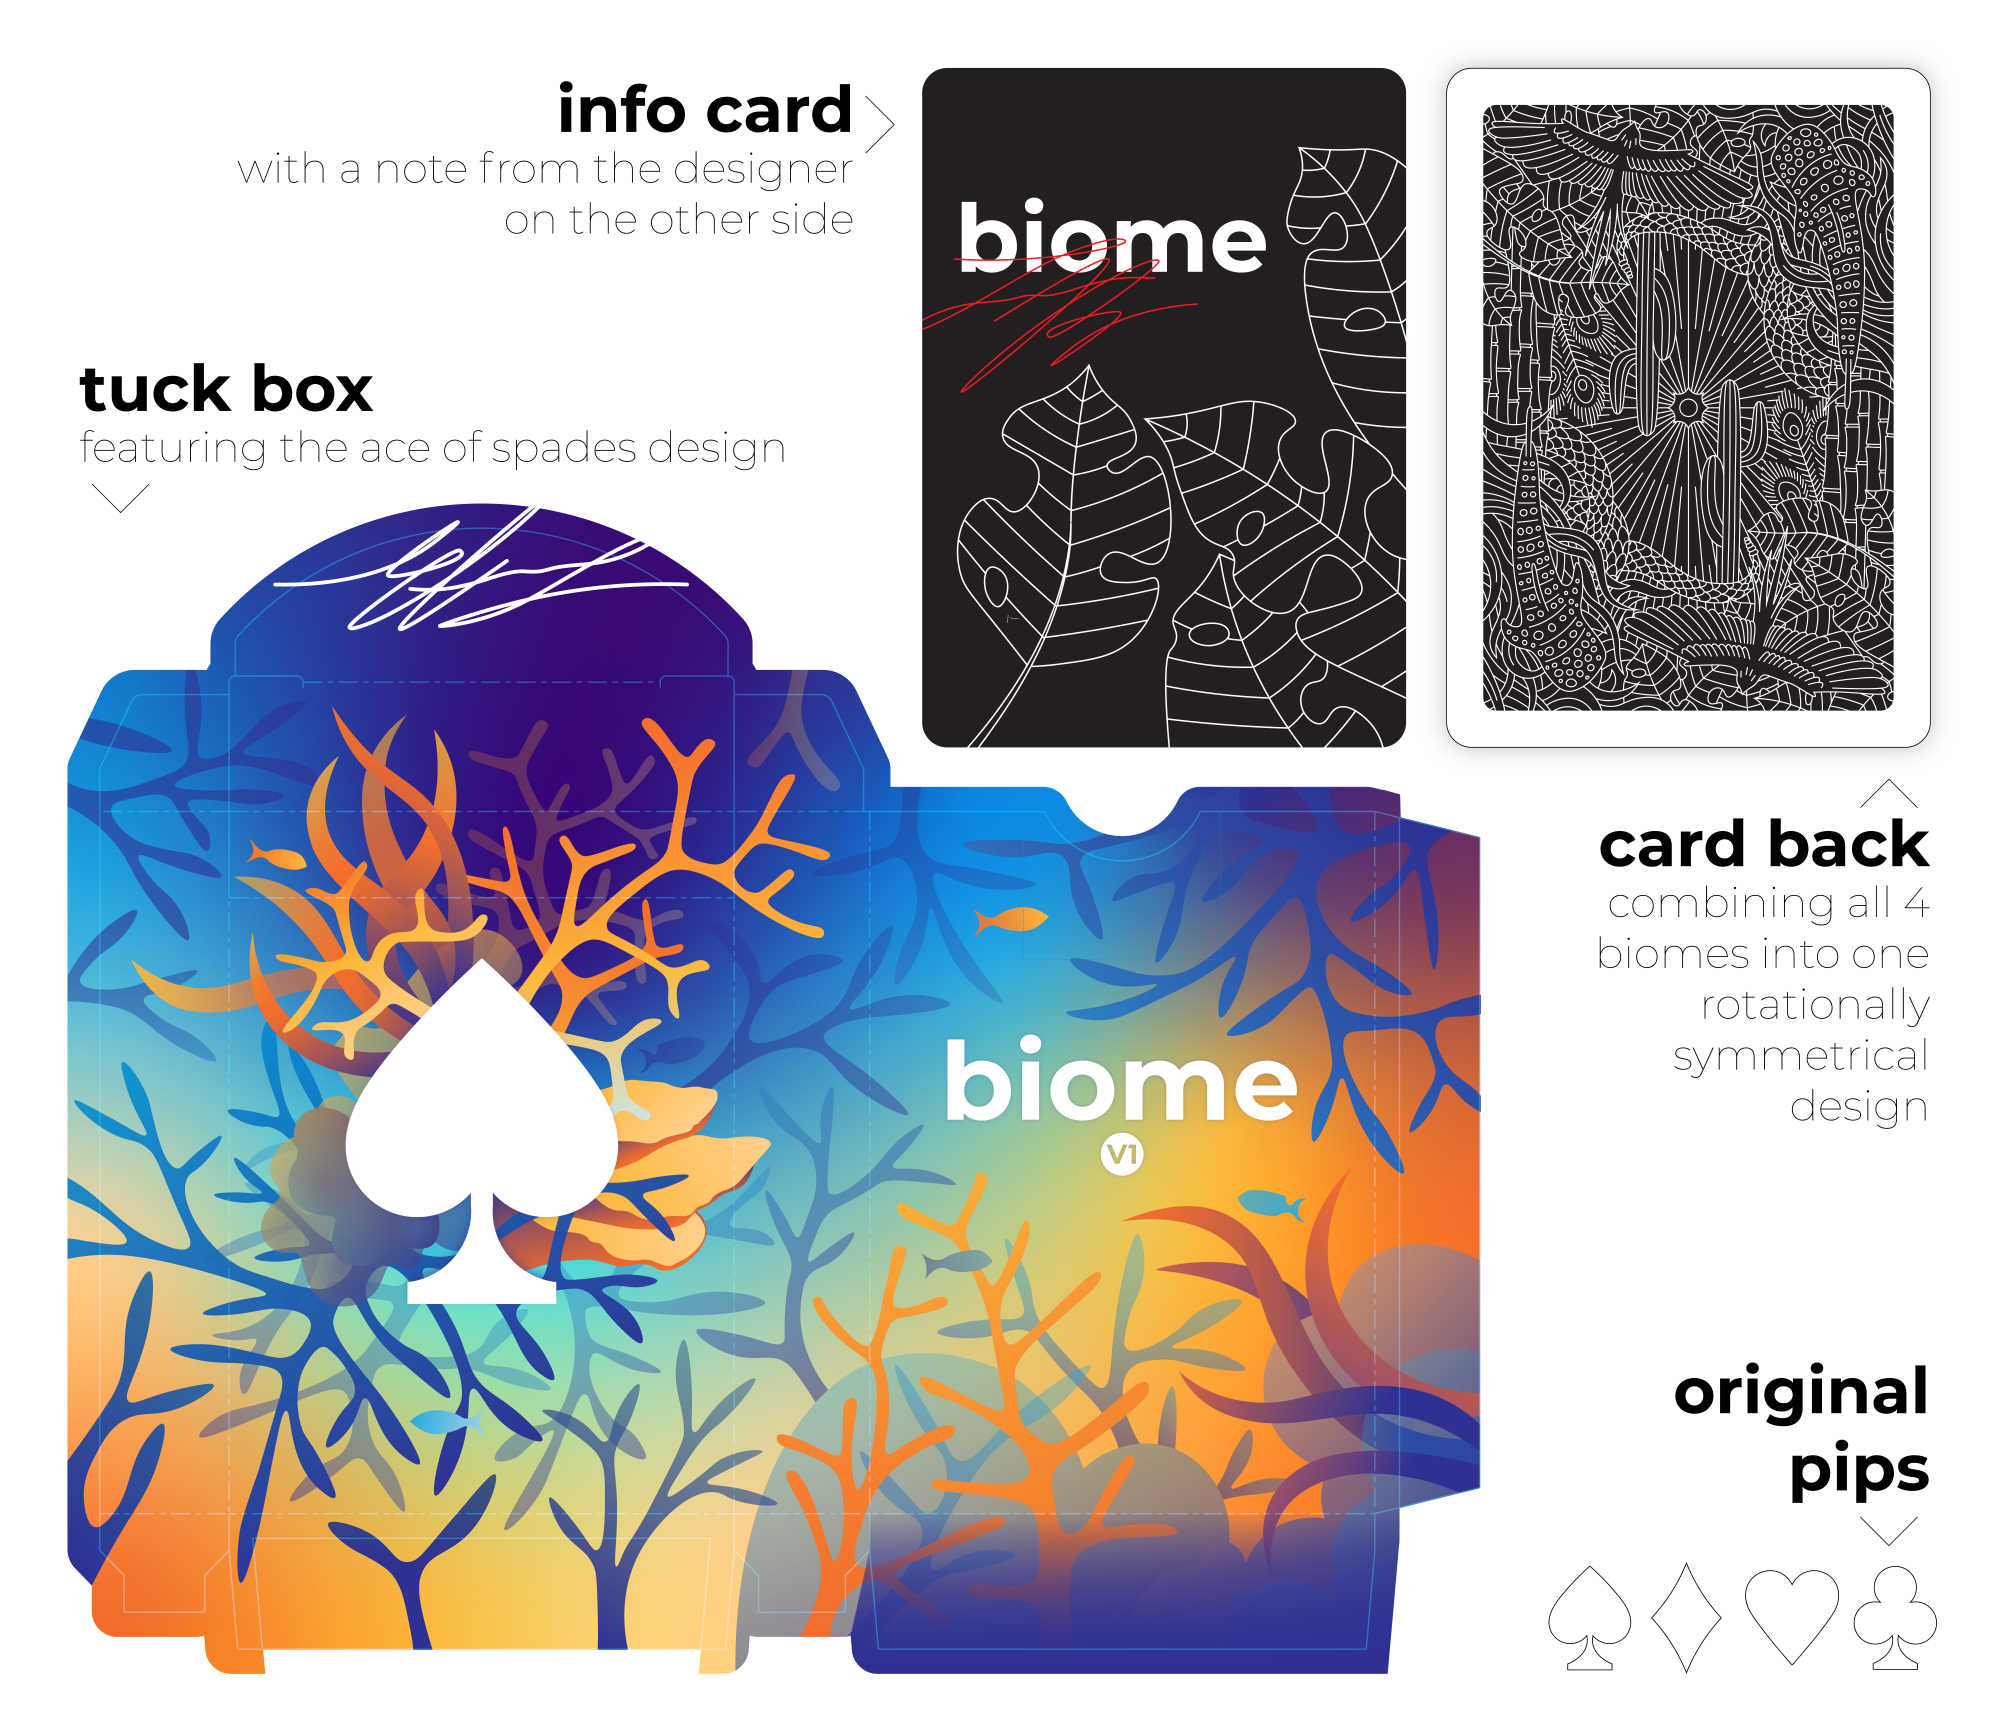 info card
with a note from the designer
on the other side
biome
tuck box
featuring the ace of spades design
card back
combining all 4
biomes into one
rotationally
symmetrical
design
biome
V1
original
pips